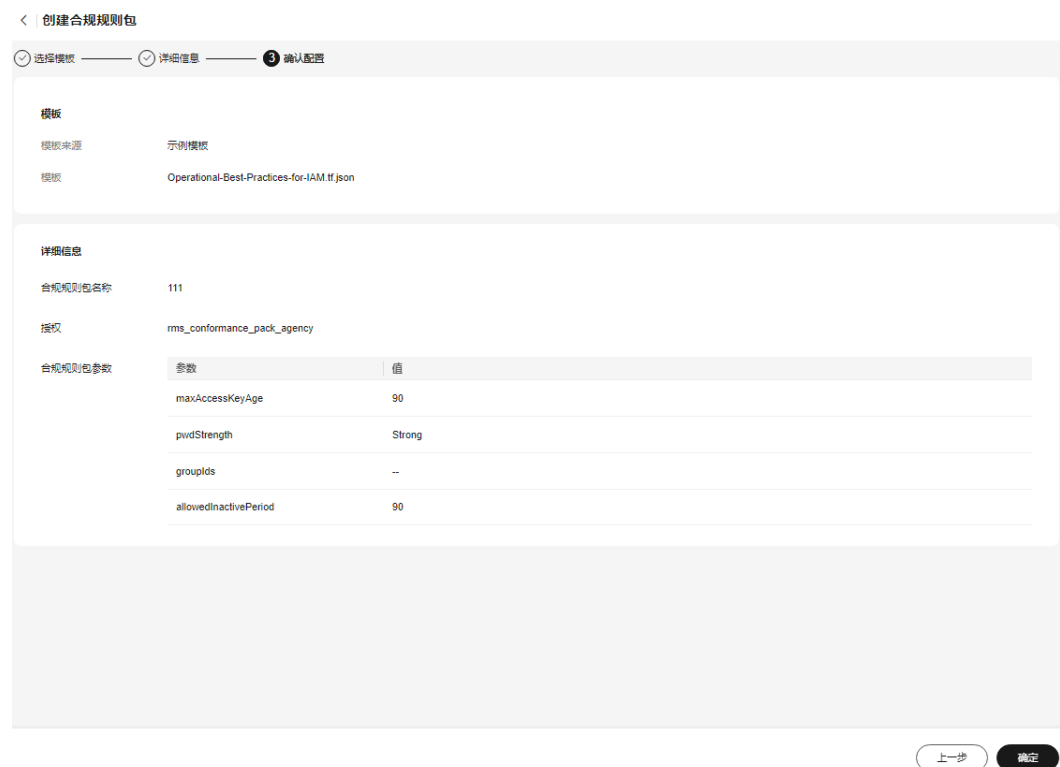 创建合规规则包
选择模板 详细信息 3 确认配置
模板
模板来源 示例模板
模板 Operational-Best-Practices-for-IAM.tf.json
详细信息
合规规则包名称 111
授权 rms_conformance_pack_agency
合规规则包参数 参数 值
maxAccessKeyAge 90
pwdStrength Strong
groupIds --
allowedInactivePeriod 90
上一步 确定